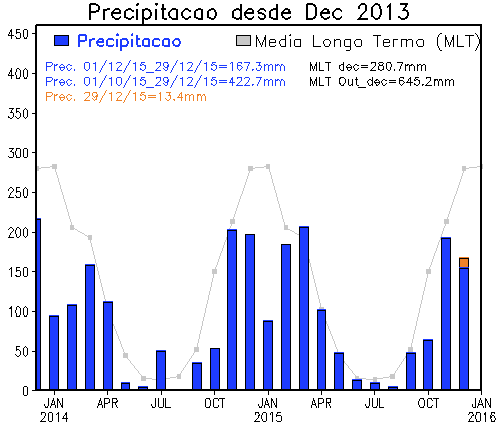 Precipitacao desde Dec 2013
Precipitacao
Media Longo Termo (MLT)
Prec. 01/12/15_29/12/15=167.3mm
MLT dec=280.7mm
Prec. 01/10/15_29/12/15=422.7mm
MLT Out_dec=645.2mm
Prec. 29/12/15=13.4mm
450
400
350
300
250
200
150
100
50
0
JAN APR JUL OCT JAN APR JUL OCT JAN
2014 2015 2016